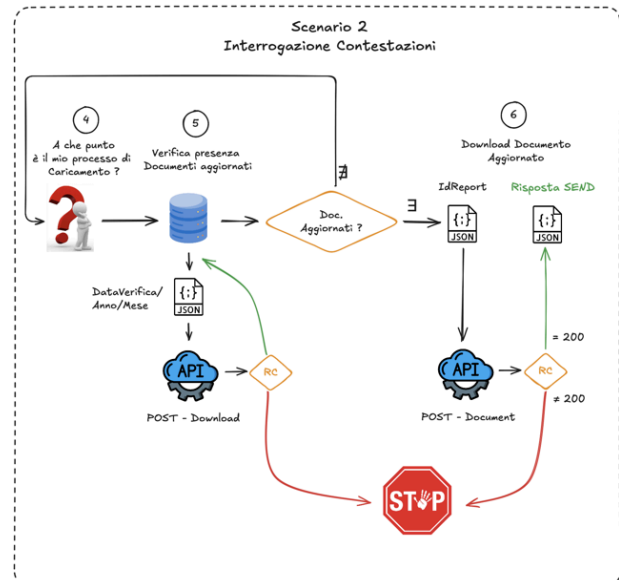 Scenario 2
Interrogazione Contestazioni
4
A che punto
è il mio processo di
Caricamento ?
5
Verifica presenza
Documenti aggiornati
∄
Doc.
Aggiornati ?
∃
6
Download Documento
Aggiornato
IdReport
Risposta SEND
{;}
JSON
{;}
JSON
DataVerifica/
Anno/Mese
{;}
JSON
API
RC
POST - Download
API
RC
= 200
≠ 200
POST - Document
STOP